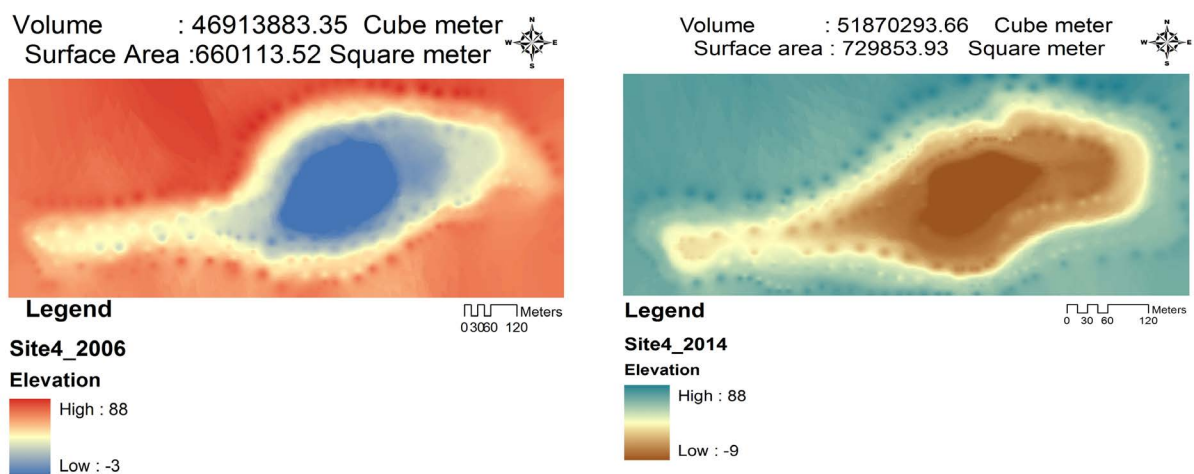 Volume : 46913883.35 Cube meter
Surface Area :660113.52 Square meter
N
W E
S
Legend
Site4_2006
Elevation
High : 88
Low : -3
Meters
0 30 60 120
Volume : 51870293.66 Cube meter
Surface area : 729853.93 Square meter
N
W E
S
Legend
Site4_2014
Elevation
High : 88
Low : -9
Meters
0 30 60 120